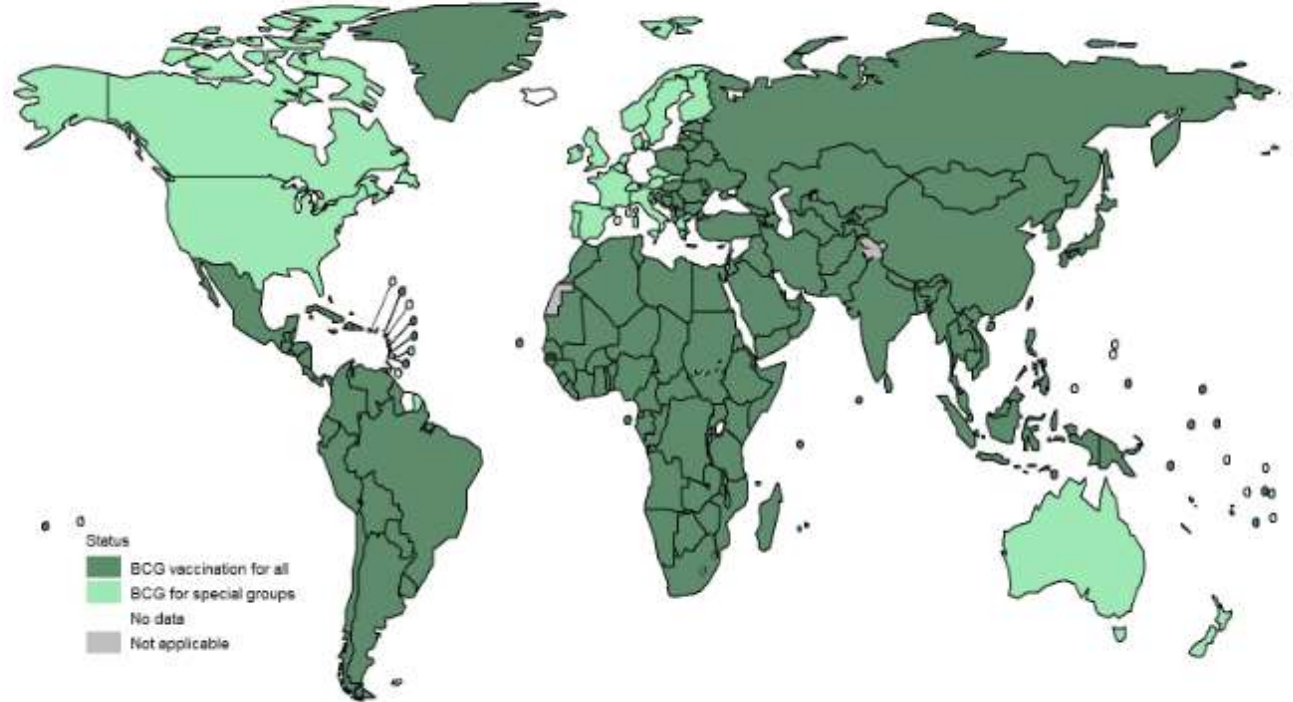 Status
BCG vaccination for all
BCG for special groups
No data
Not applicable